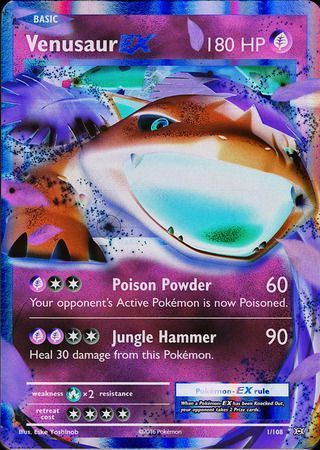 BASIC
Venusaur EX 180 HP
Poison Powder 60
Your opponent's Active Pokémon is now Poisoned.
Jungle Hammer 90
Heal 30 damage from this Pokémon.
weakness ×2 resistance
retreat cost
Pokémon-EX rule
When a Pokémon-EX has been Knocked Out, your opponent takes 2 Prize cards.
Illus. Eske Yoshinob
©2016 Pokémon
1/108